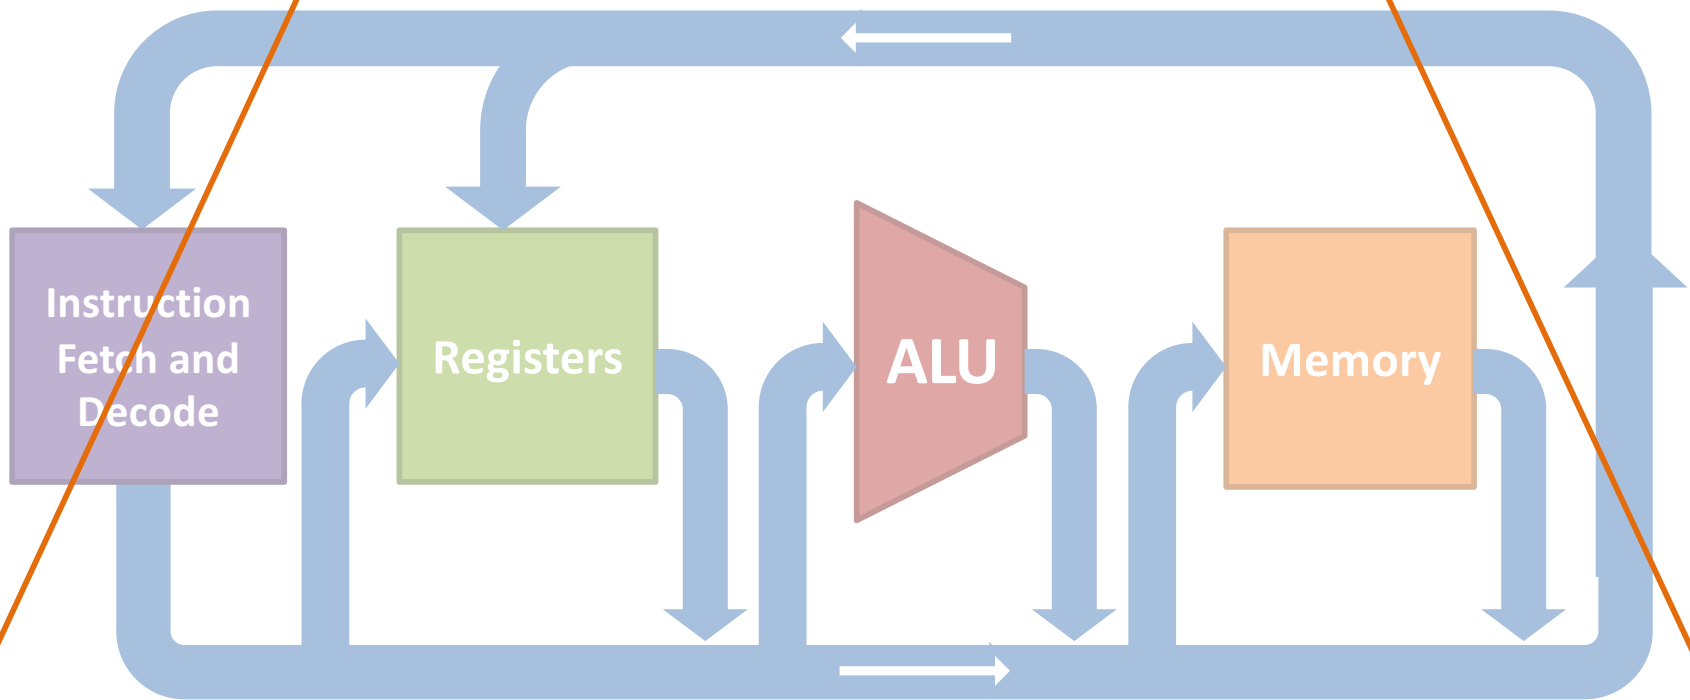 Instruction
Fetch and
Decode
Registers
ALU
Memory